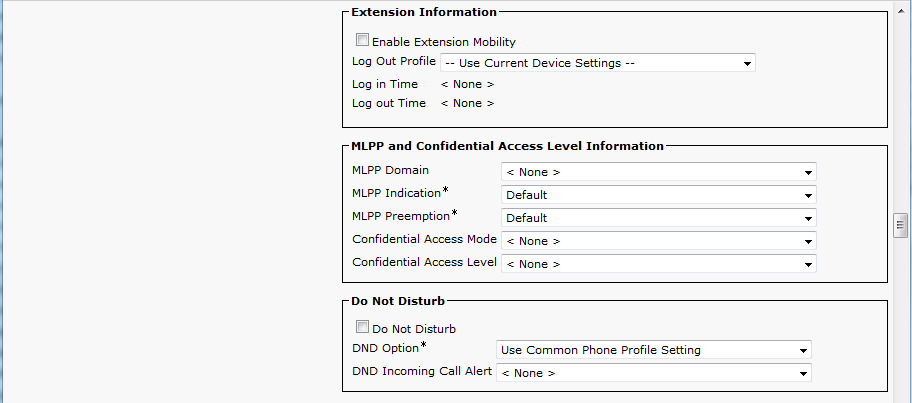 Extension Information
Enable Extension Mobility
Log Out Profile -- Use Current Device Settings --
Log in Time < None >
Log out Time < None >
MLPP and Confidential Access Level Information
MLPP Domain < None >
MLPP Indication* Default
MLPP Preemption* Default
Confidential Access Mode < None >
Confidential Access Level < None >
Do Not Disturb
Do Not Disturb
DND Option* Use Common Phone Profile Setting
DND Incoming Call Alert < None >